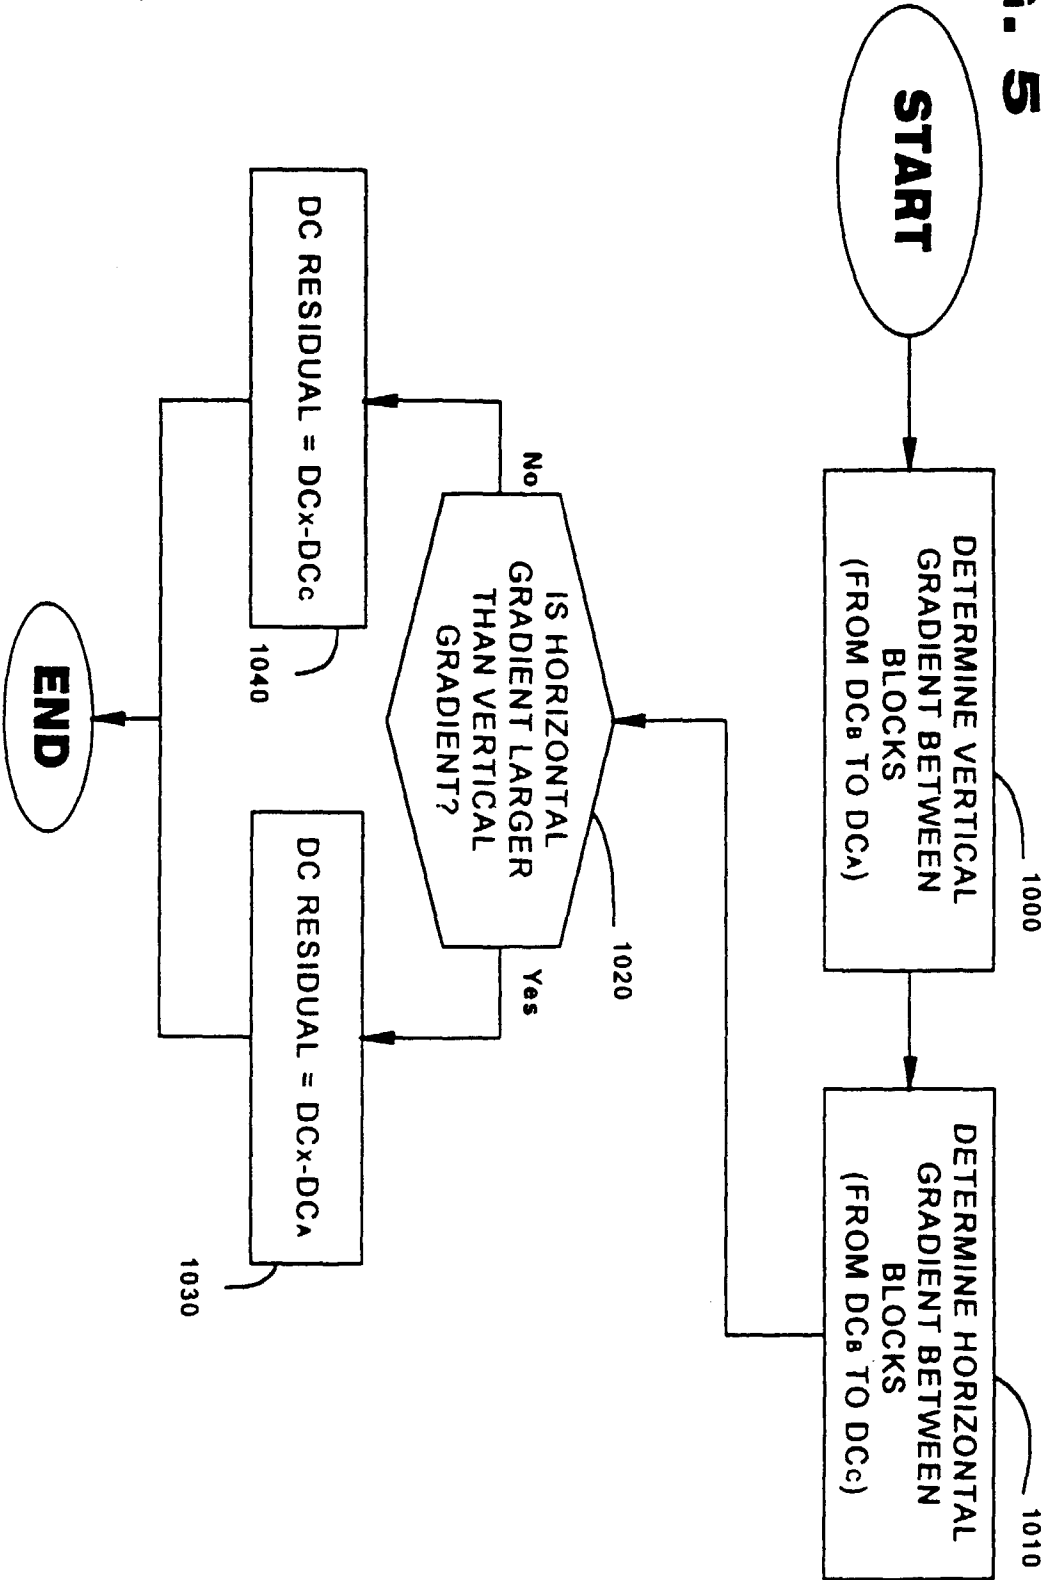 . 5
START
DETERMINE VERTICAL
GRADIENT BETWEEN
BLOCKS
(FROM DCB TO DCA)
1000
DETERMINE HORIZONTAL
GRADIENT BETWEEN
BLOCKS
(FROM DCB TO DCC)
1010
IS HORIZONTAL
GRADIENT LARGER
THAN VERTICAL
GRADIENT?
1020
No
Yes
DC RESIDUAL = DCX-DCC
1040
DC RESIDUAL = DCX-DCA
1030
END